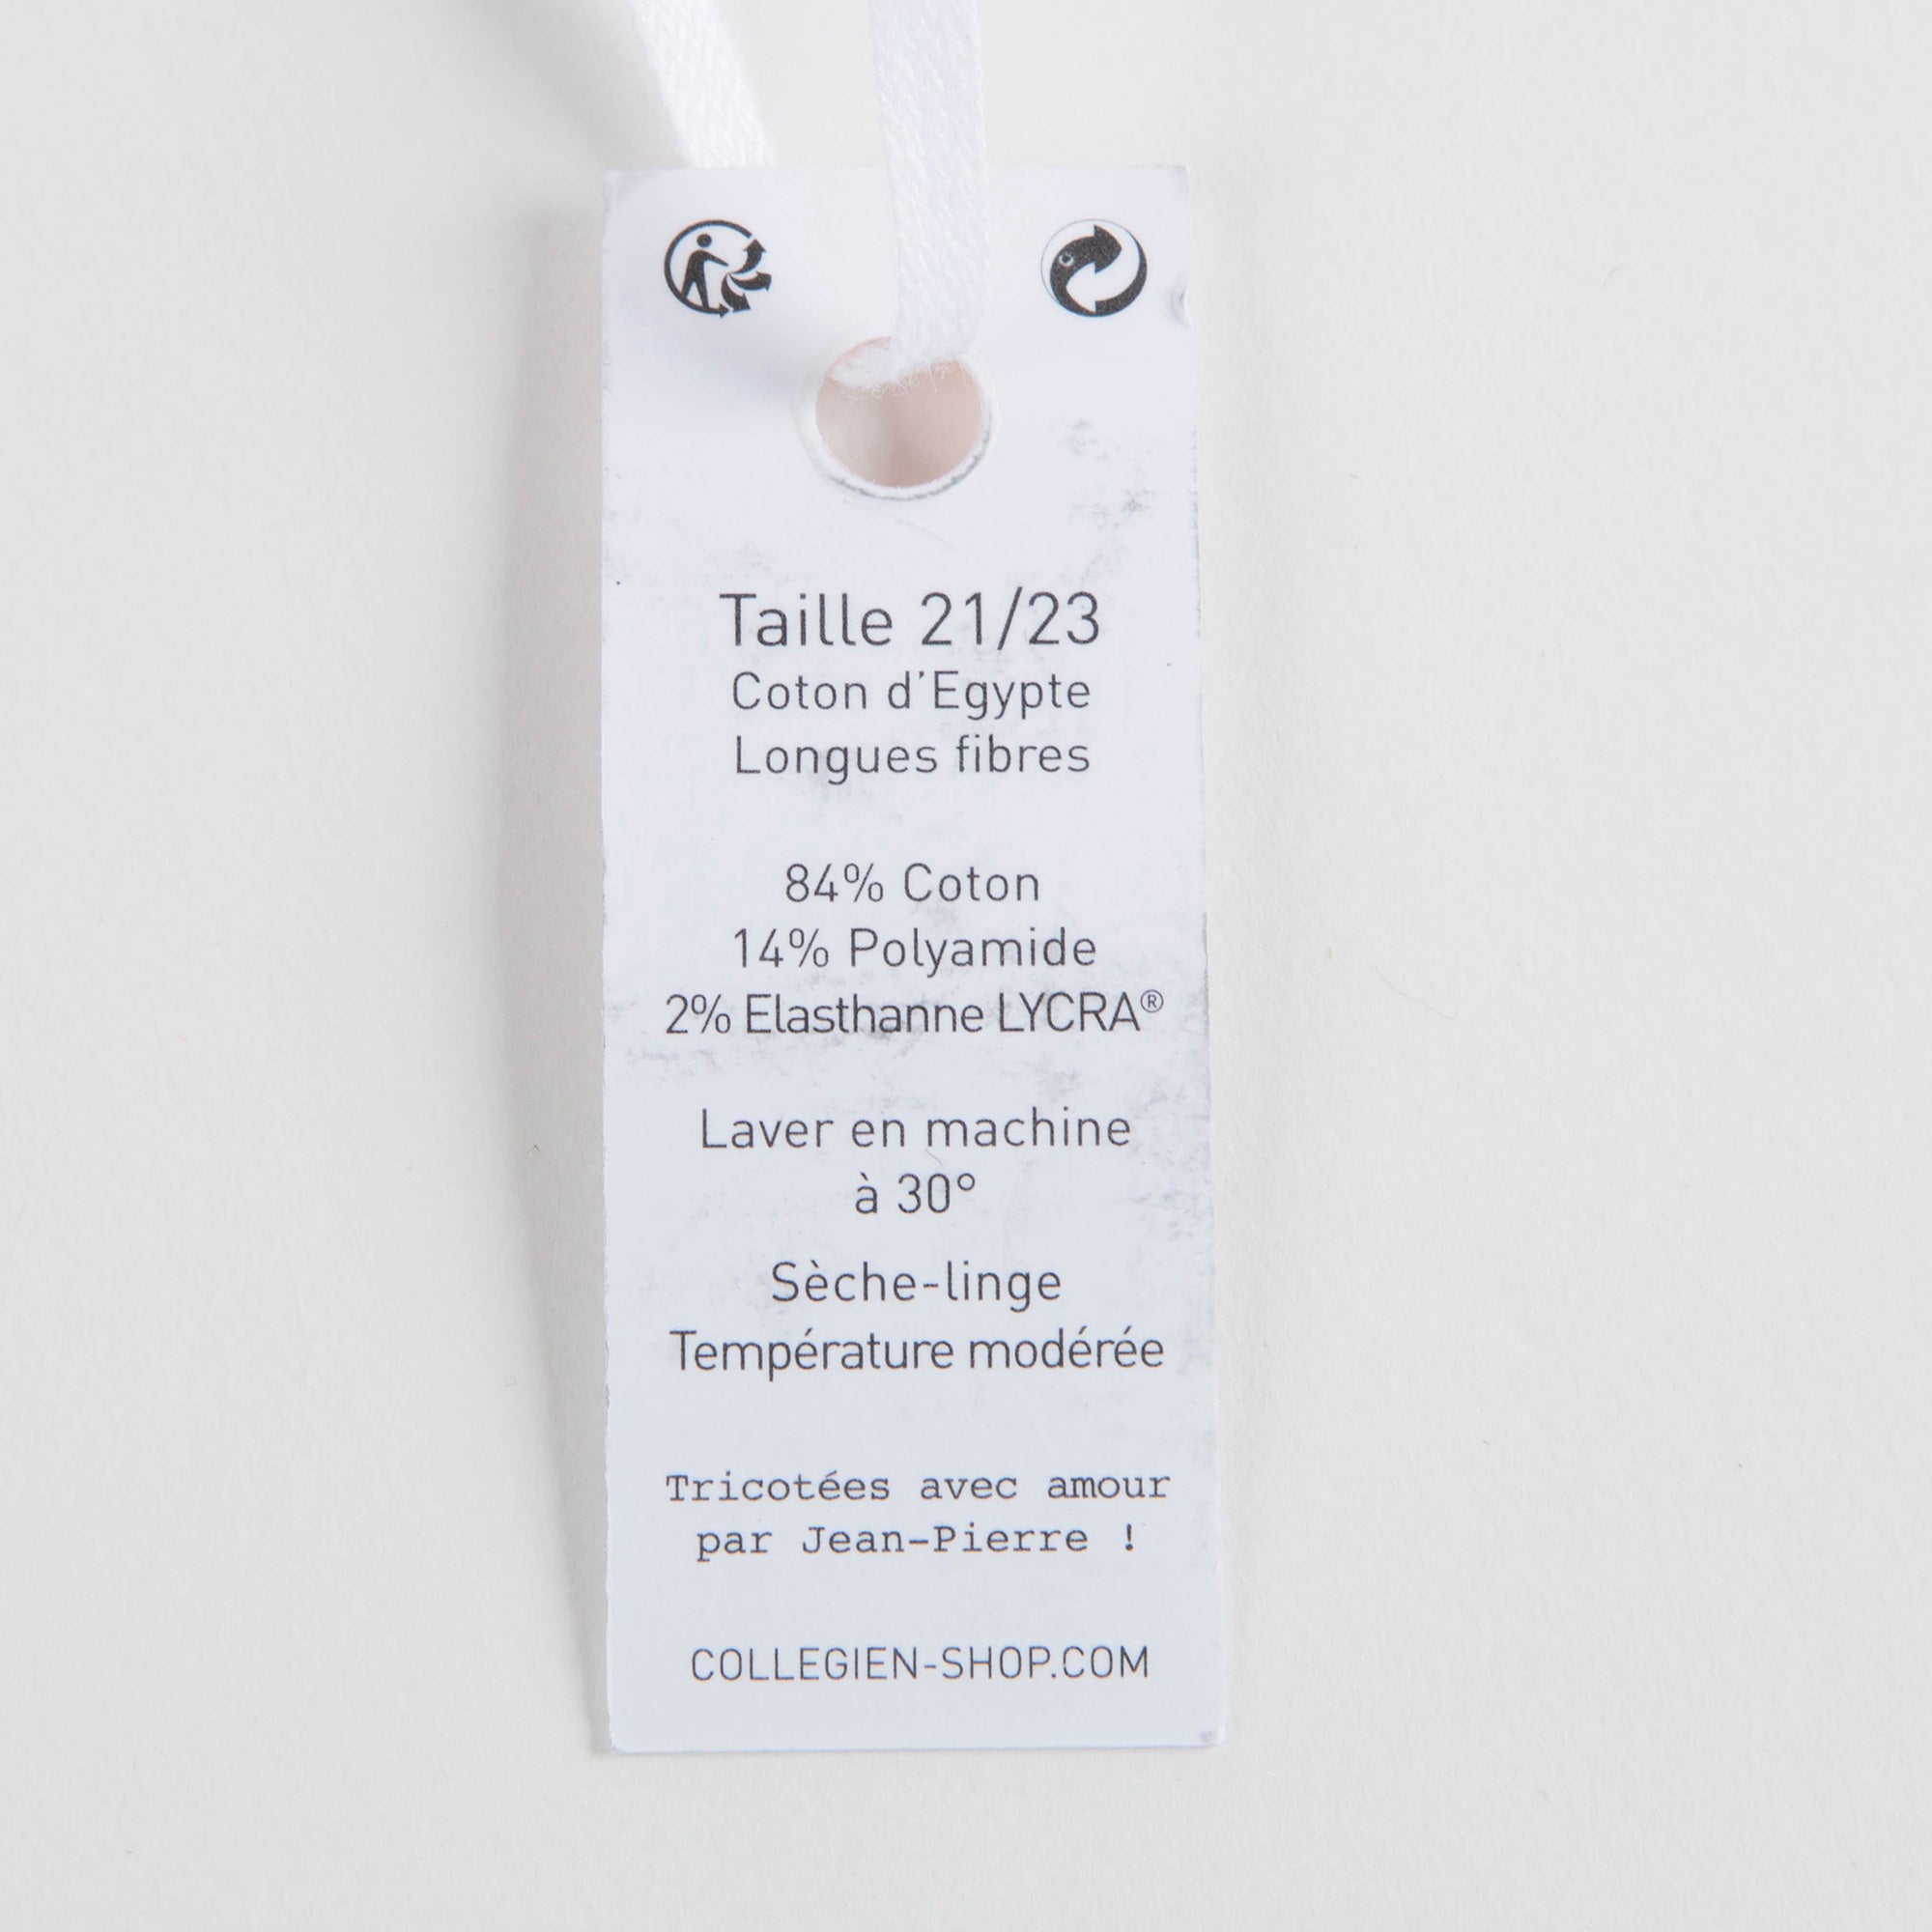 Taille 21/23
Coton d'Egypte
Longues fibres
84% Coton
14% Polyamide
2% Elasthanne LYCRA®
Laver en machine
à 30°
Sèche-linge
Température modérée
Tricotées avec amour
par Jean-Pierre !
COLLEGIEN-SHOP.COM